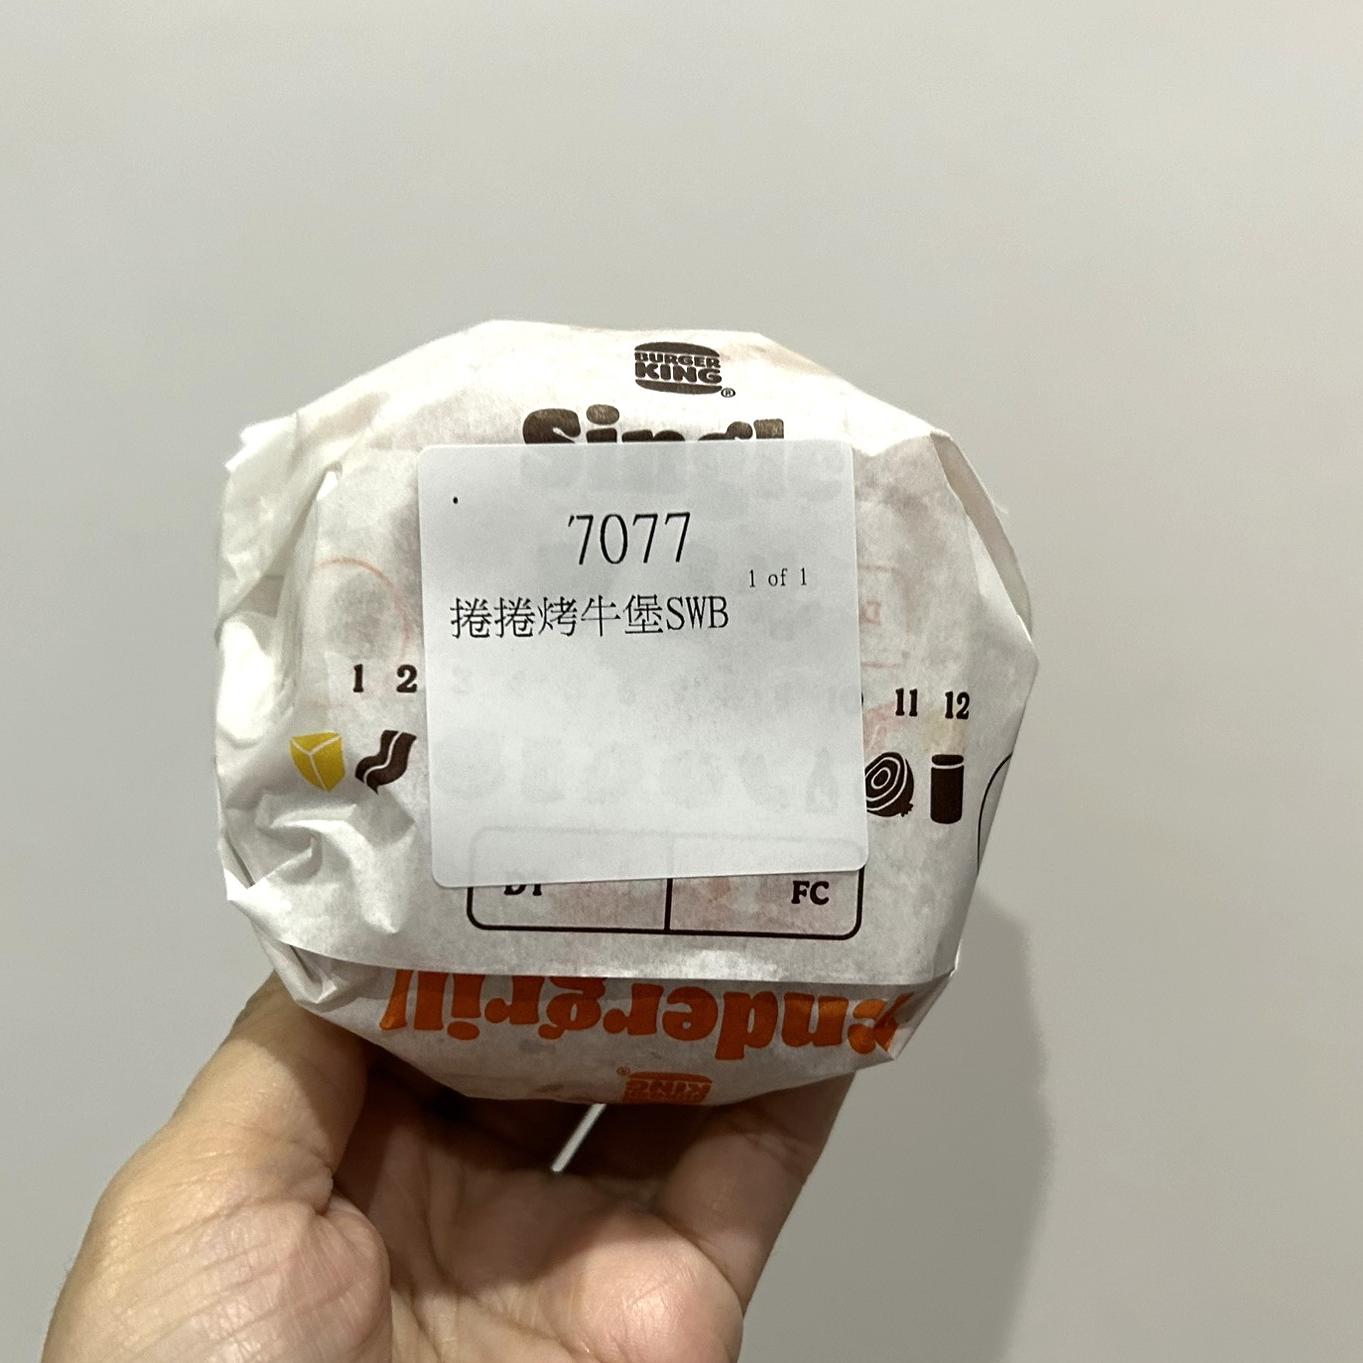 BURGER
KING®
7077
1 of 1
捲捲烤牛堡SWB
1 2
11 12
FC
endergrill
KING